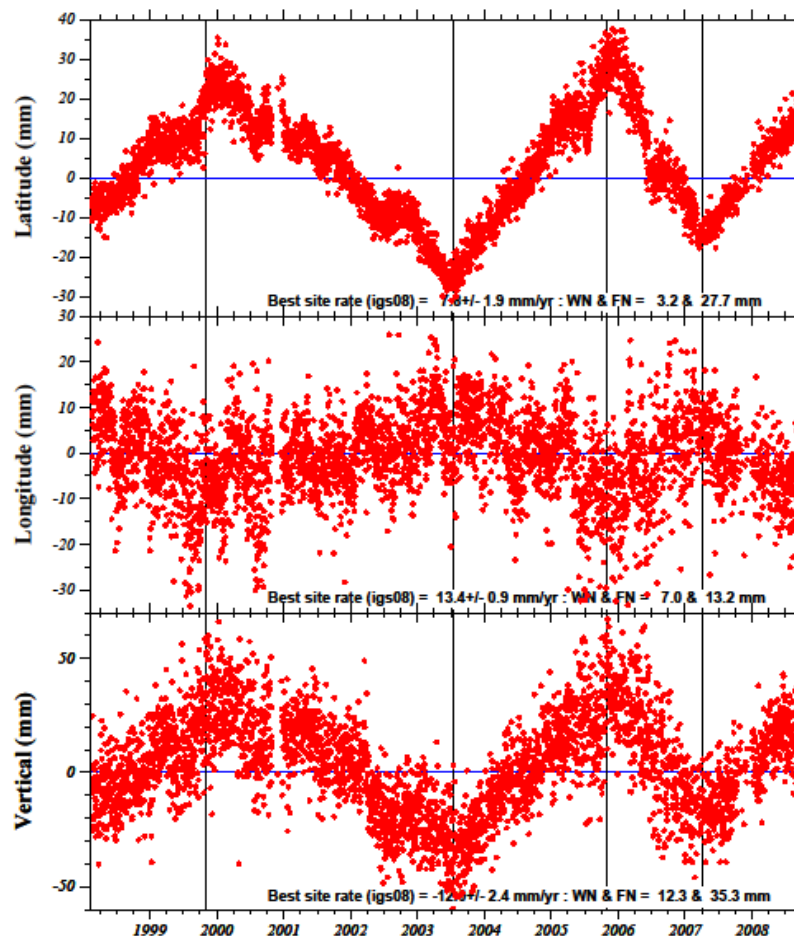 40
30
20
10
0
-10
-20
-30
Latitude (mm)
Best site rate (igs08) = 7.8+/- 1.9 mm/yr : WN & FN = 3.2 & 27.7 mm
30
20
10
0
-10
-20
-30
Longitude (mm)
Best site rate (igs08) = 13.4+/- 0.9 mm/yr : WN & FN = 7.0 & 13.2 mm
50
0
-50
Vertical (mm)
Best site rate (igs08) = 2.4 mm/yr : WN & FN = 12.3 & 35.3 mm
1999 2000 2001 2002 2003 2004 2005 2006 2007 2008